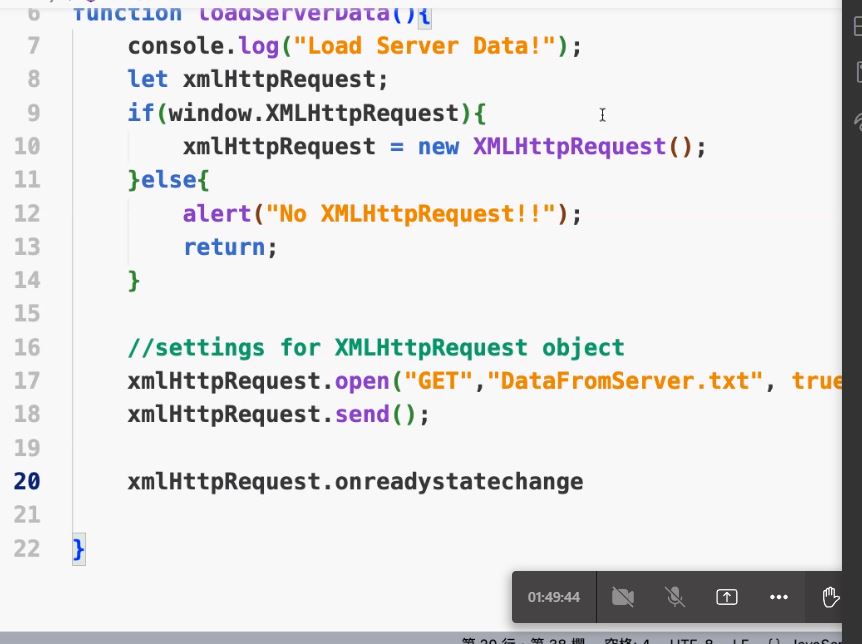 6 function loadServerData(){
7 console.log("Load Server Data!");
8 let xmlHttpRequest;
9 if(window.XMLHttpRequest){
10 xmlHttpRequest = new XMLHttpRequest();
11 }else{
12 alert("No XMLHttpRequest!!");
13 return;
14 }
15
16 //settings for XMLHttpRequest object
17 xmlHttpRequest.open("GET","DataFromServer.txt", true
18 xmlHttpRequest.send();
19
20 xmlHttpRequest.onreadystatechange
21
22 }
01:49:44
第 20 行，第 38 欄 空格: 4 UTF-8 LF {} JavaScr